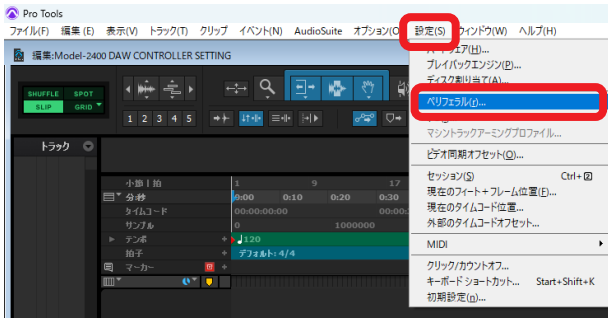 Pro Tools
ファイル(F) 編集(E) 表示(V) トラック(T) クリップ イベント(N) AudioSuite オプション(O 設定(S) ウィンドウ(W) ヘルプ(H)
編集:Model-2400 DAW CONTROLLER SETTING
プレイバックエンジン(P)...
ディスク割り当て(A)...
ペリフェラル(r)...
マシントラックアーミングプロファイル...
ビデオ同期オフセット(O)...
セッション(S) Ctrl+2
現在のフィート+フレーム位置(F)...
現在のタイムコード位置...
外部のタイムコードオフセット...
MIDI
クリック/カウントオフ...
キーボード ショートカット... Start+Shift+K
初期設定(n)...
SHUFFLE SPOT
SLIP GRID
1 2 3 4 5
トラック
小節|拍 1 9 17
分:秒 0:00 0:10 0:20 0:30
タイムコード 00:00:00:00 00:00:
サンプル 0 1000000
テンポ 120
拍子 デフォルト: 4/4
マーカー